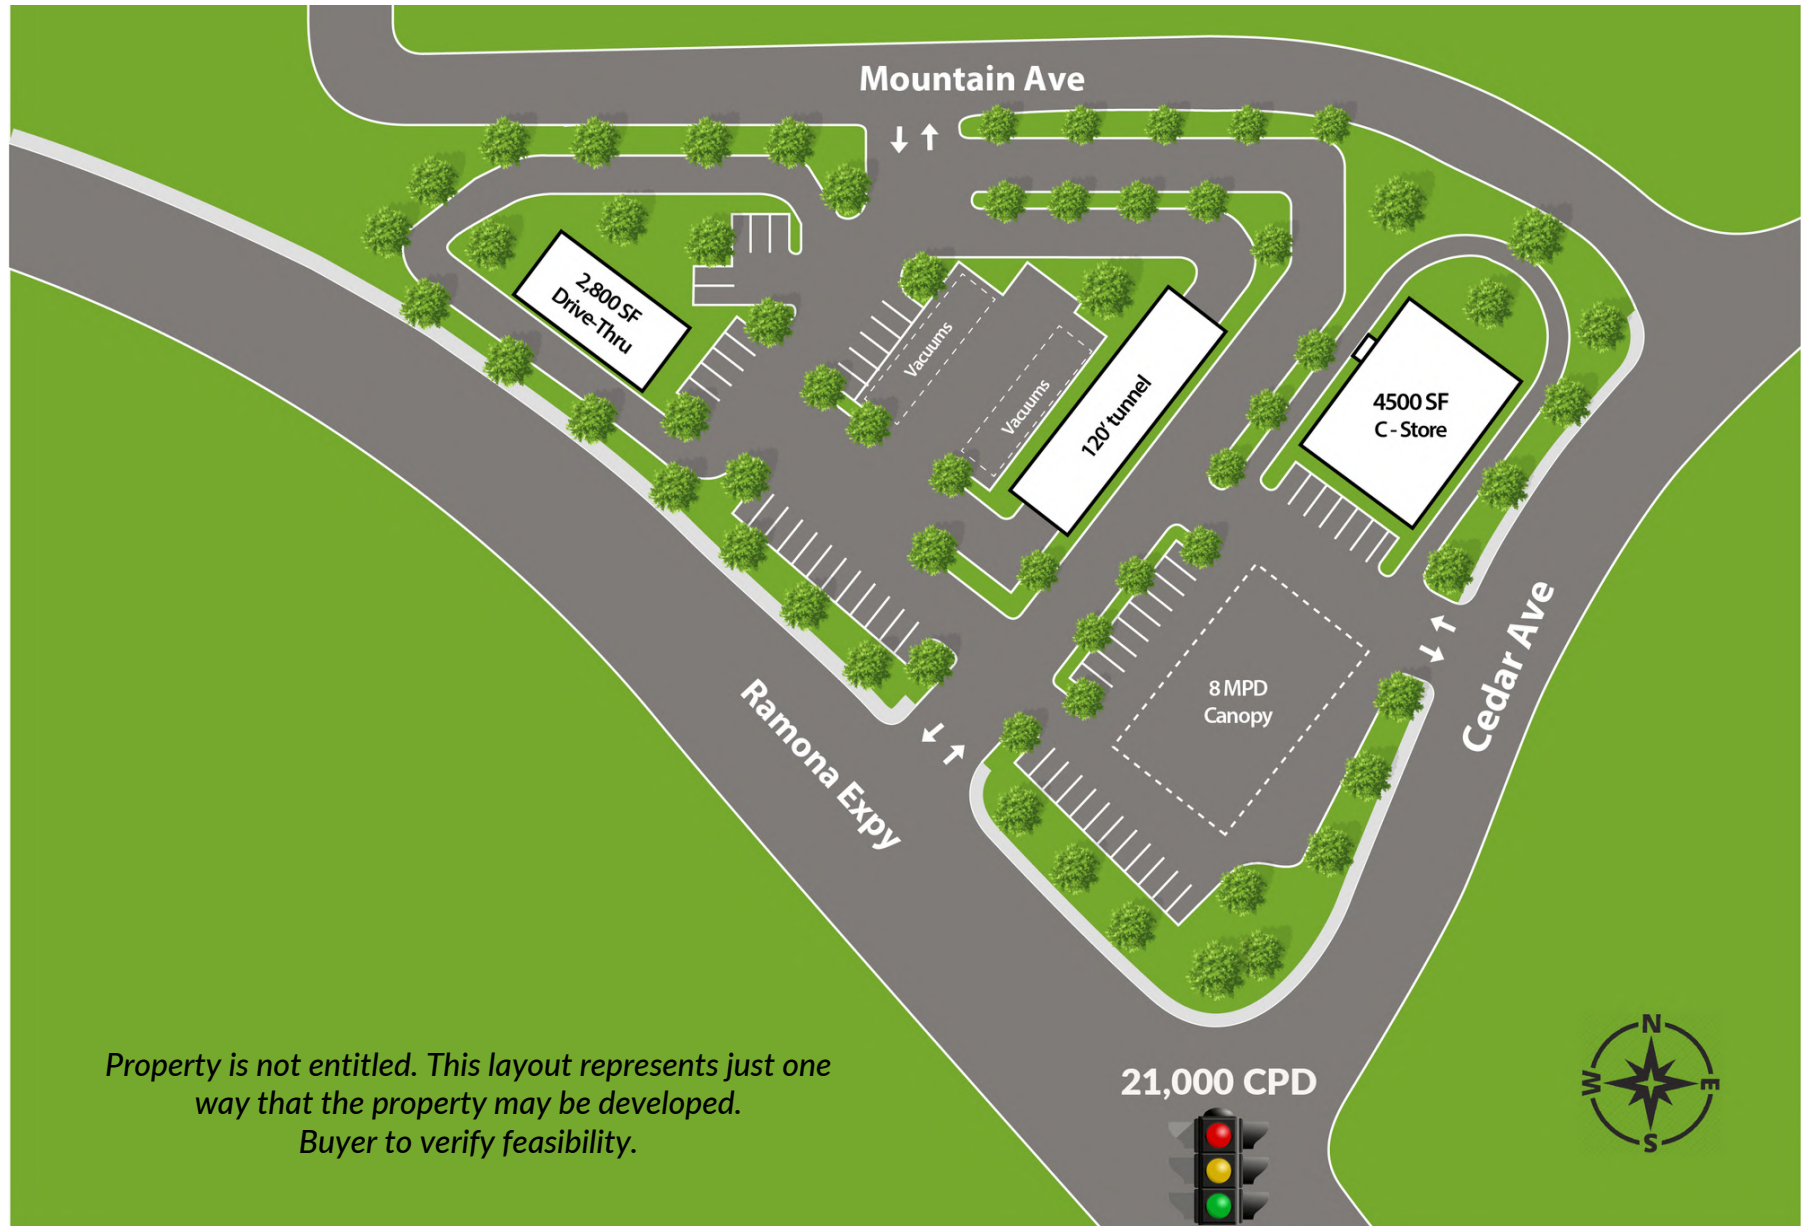 Mountain Ave
2,800 SF
Drive-Thru
Vacuums
Vacuums
120' tunnel
4500 SF
C - Store
8 MPD
Canopy
Ramona Expy
Cedar Ave
Property is not entitled. This layout represents just one
way that the property may be developed.
Buyer to verify feasibility.
21,000 CPD
N
W
E
S